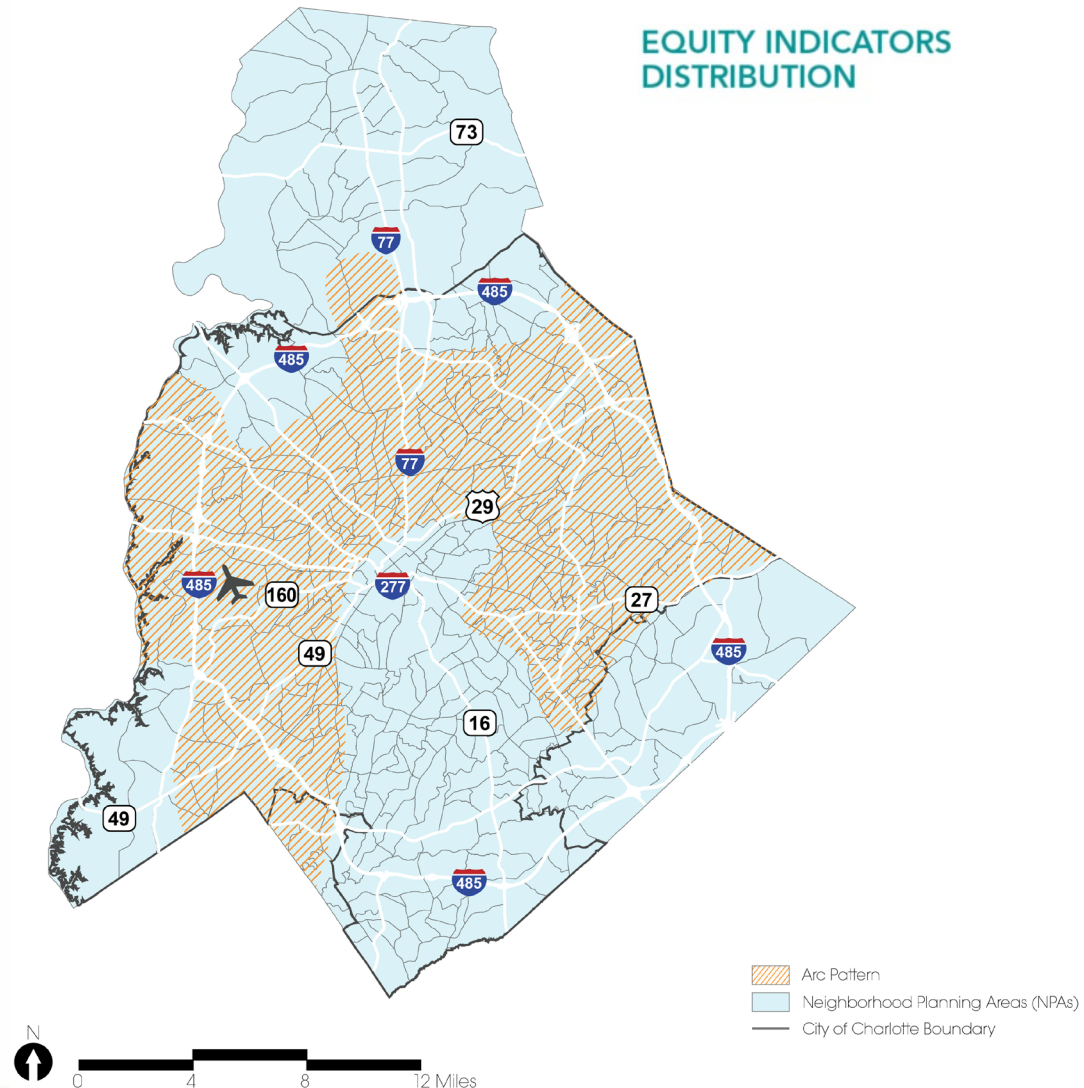 EQUITY INDICATORS
DISTRIBUTION
73
77
485
485
77
29
485
160
277
27
49
485
16
49
485
Arc Pattern
Neighborhood Planning Areas (NPAs)
City of Charlotte Boundary
N
0 4 8 12 Miles